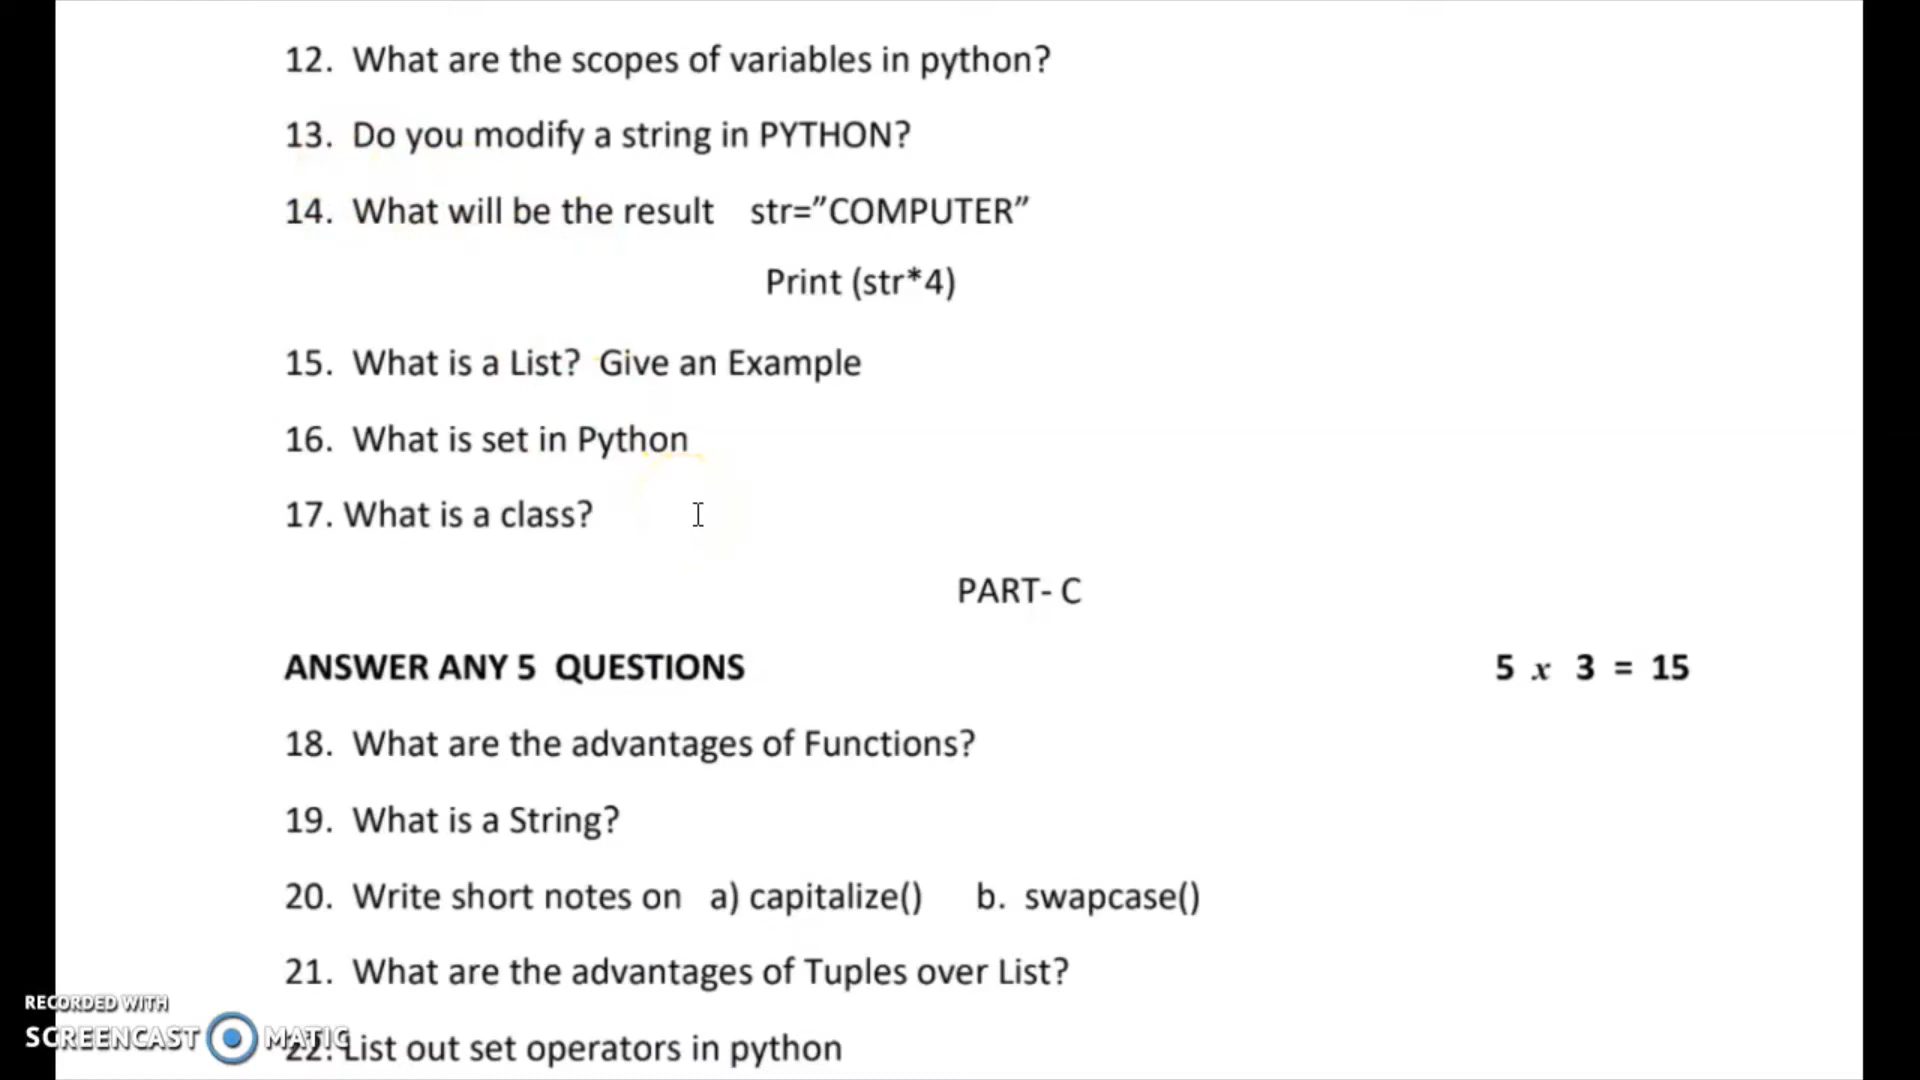 12. What are the scopes of variables in python?
13. Do you modify a string in PYTHON?
14. What will be the result str=”COMPUTER”
Print (str*4)
15. What is a List? Give an Example
16. What is set in Python
17. What is a class?
PART- C
ANSWER ANY 5 QUESTIONS 5 x 3 = 15
18. What are the advantages of Functions?
19. What is a String?
20. Write short notes on a) capitalize() b. swapcase()
21. What are the advantages of Tuples over List?
22. List out set operators in python
RECORDED WITH
SCREENCAST MATIC